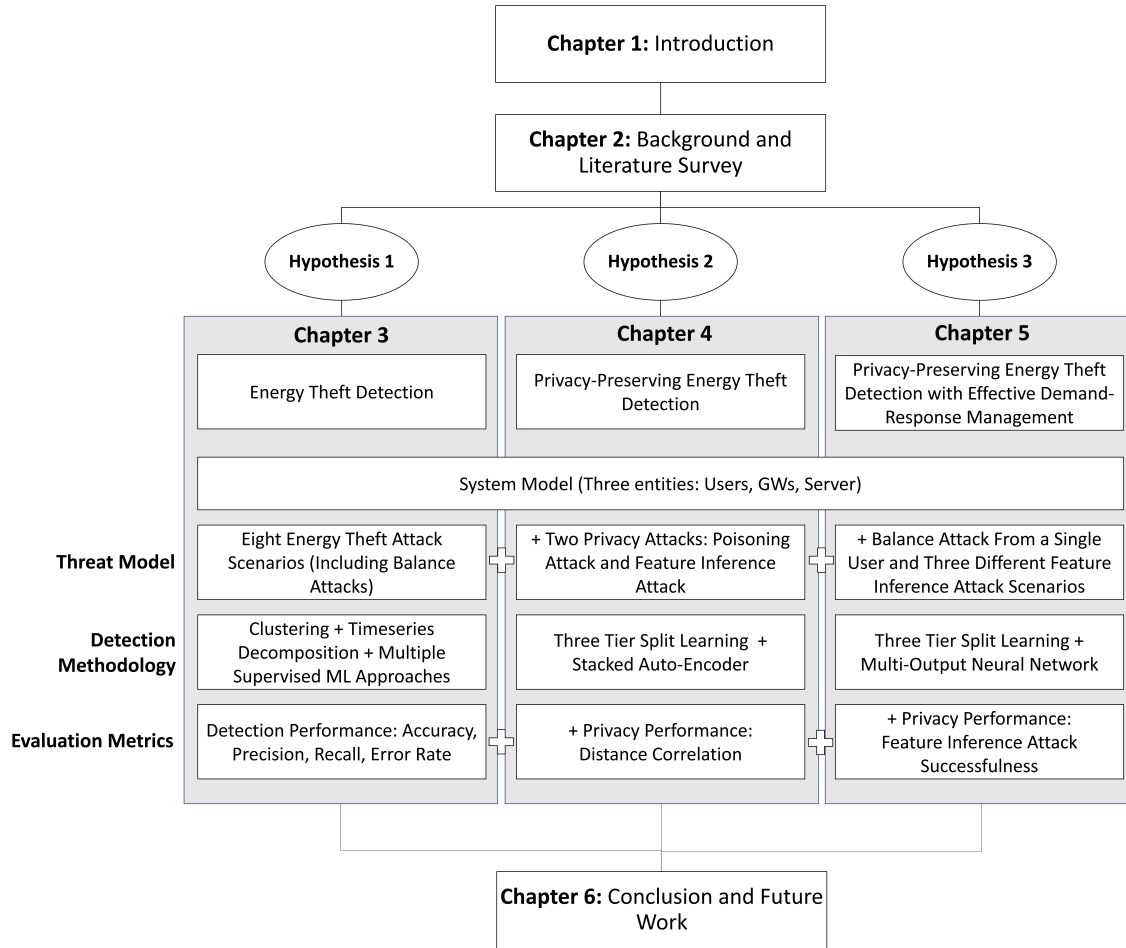 Chapter 1: Introduction
Chapter 2: Background and
Literature Survey
Hypothesis 1
Hypothesis 2
Hypothesis 3
Chapter 3
Chapter 4
Chapter 5
Energy Theft Detection
Privacy-Preserving Energy Theft
Detection
Privacy-Preserving Energy Theft
Detection with Effective Demand-
Response Management
System Model (Three entities: Users, GWs, Server)
Threat Model
Eight Energy Theft Attack
Scenarios (Including Balance
Attacks)
+ Two Privacy Attacks: Poisoning
Attack and Feature Inference
Attack
+ Balance Attack From a Single
User and Three Different Feature
Inference Attack Scenarios
Detection
Methodology
Clustering + Timeseries
Decomposition + Multiple
Supervised ML Approaches
Three Tier Split Learning +
Stacked Auto-Encoder
Three Tier Split Learning +
Multi-Output Neural Network
Evaluation Metrics
Detection Performance: Accuracy,
Precision, Recall, Error Rate
+ Privacy Performance:
Distance Correlation
+ Privacy Performance:
Feature Inference Attack
Successfulness
Chapter 6: Conclusion and Future
Work